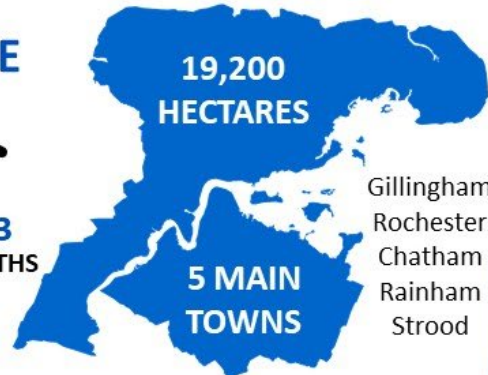 19,200
HECTARES
Gillingham
Rochester
Chatham
Rainham
Strood
5 MAIN
TOWNS